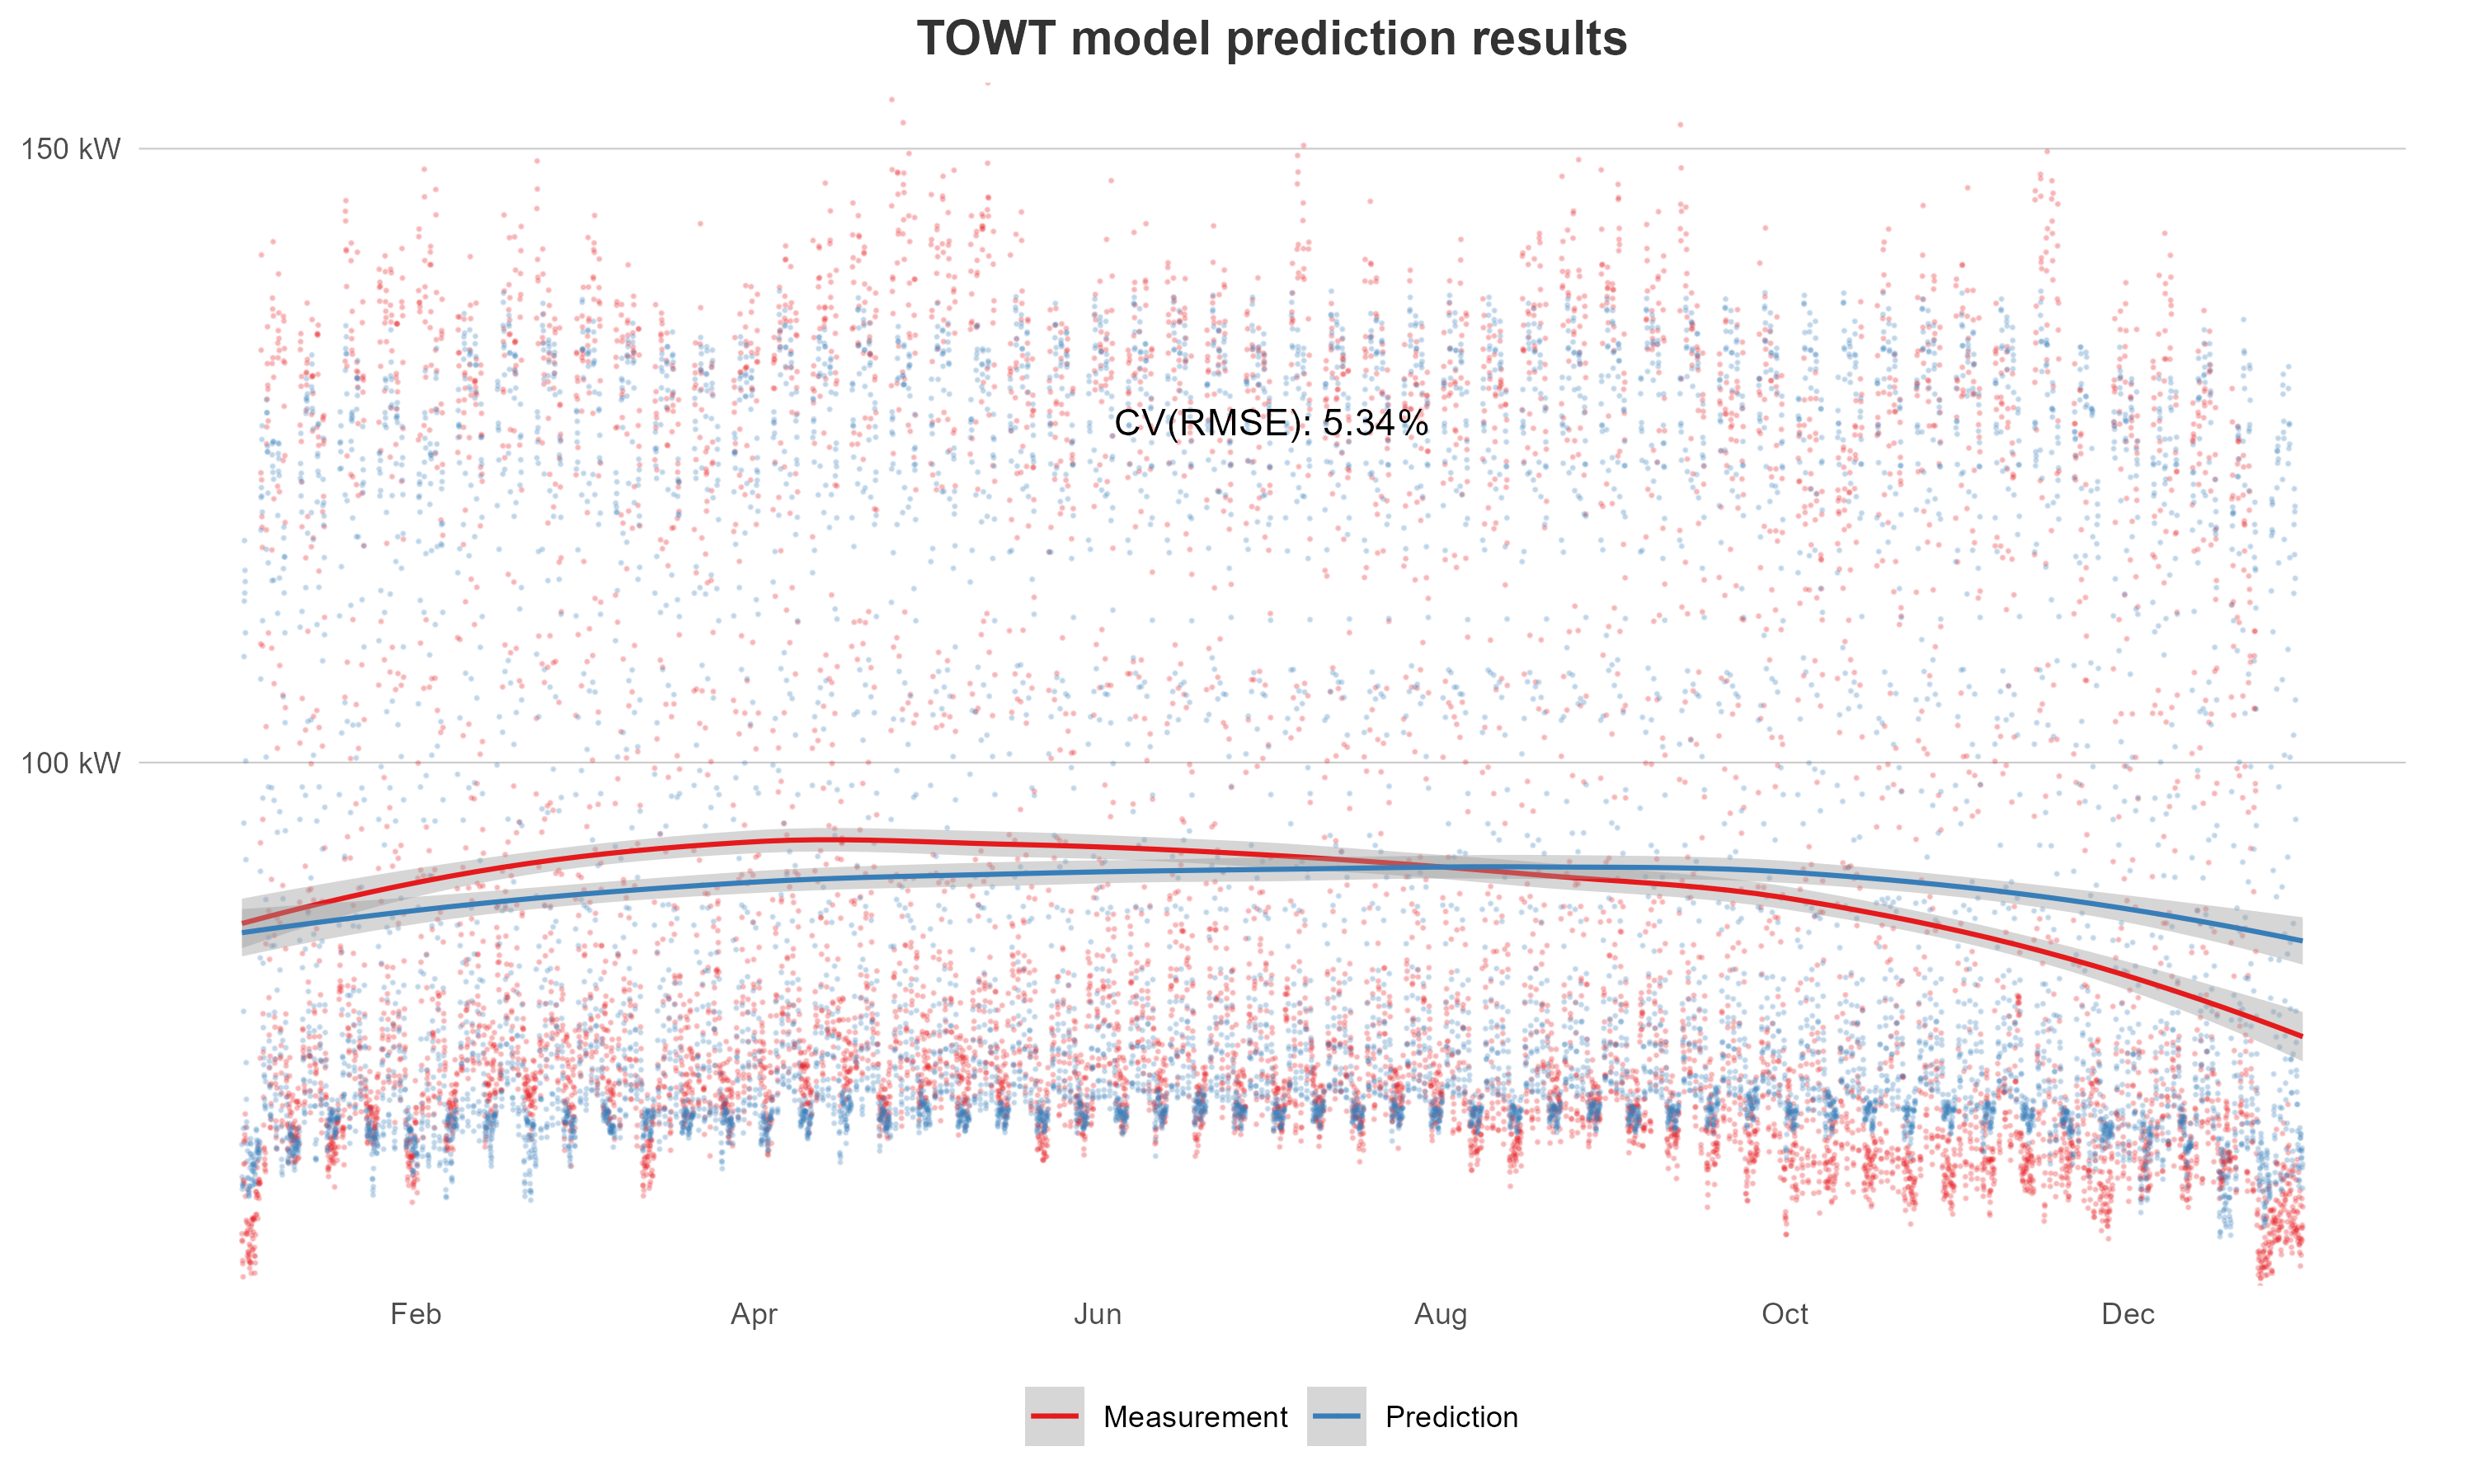 TOWT model prediction results
150 kW
CV(RMSE): 5.34%
100 kW
Feb Apr Jun Aug Oct Dec
Measurement Prediction